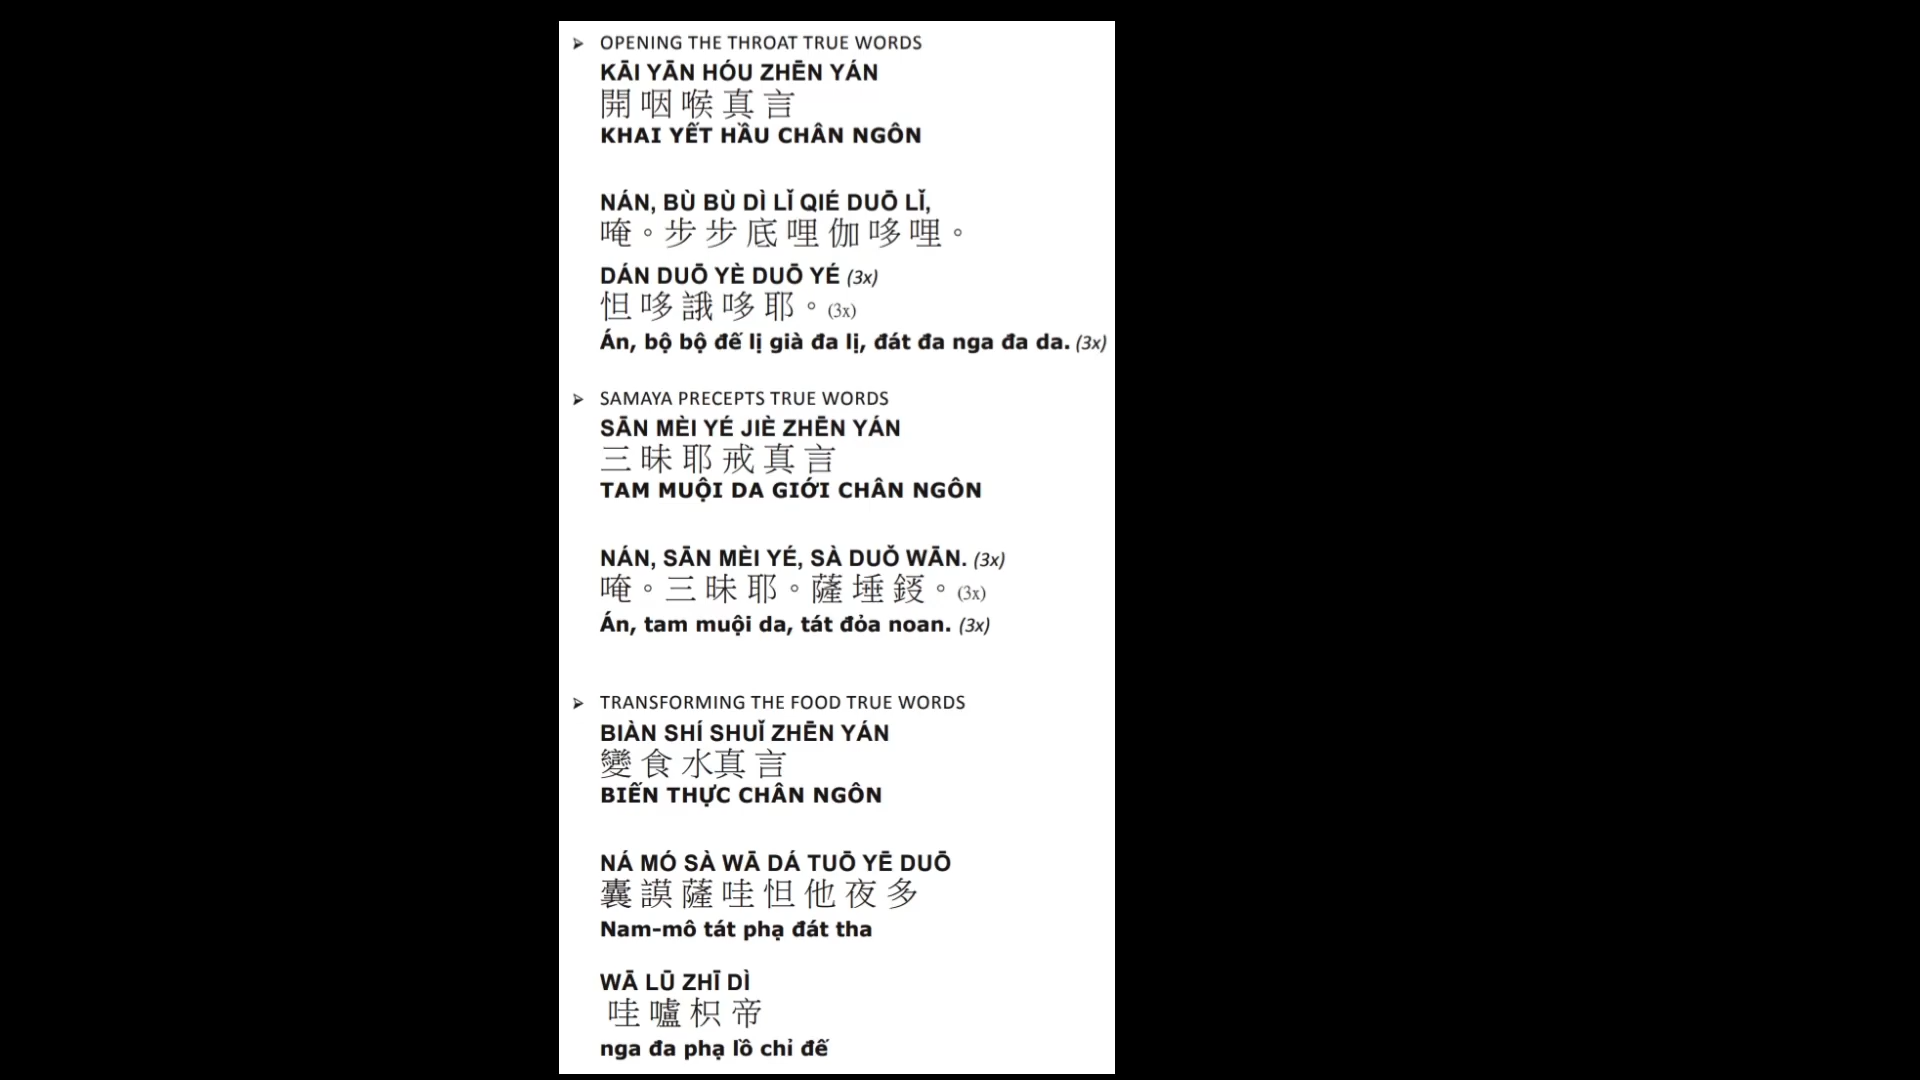 ➢ OPENING THE THROAT TRUE WORDS
KĀI YĀN HÓU ZHĒN YÁN
開 咽 喉 真 言
KHAI YẾT HẦU CHÂN NGÔN
NÁN, BÙ BÙ DÌ LǏ QIÉ DUŌ LǏ,
唵。步 步 底 哩 伽 哆 哩 。
DÁN DUŌ YÈ DUŌ YÉ (3x)
怛 哆 誐 哆 耶 。(3x)
Án, bộ bộ đế lị già đa lị, đát đa nga đa da. (3x)
➢ SAMAYA PRECEPTS TRUE WORDS
SĀN MÈI YÉ JIÈ ZHĒN YÁN
三 昧 耶 戒 真 言
TAM MUỘI DA GIỚI CHÂN NGÔN
NÁN, SĀN MÈI YÉ, SÀ DUǑ WĀN. (3x)
唵。三 昧 耶 。薩 埵 鋄 。(3x)
Án, tam muội da, tát đỏa noan. (3x)
➢ TRANSFORMING THE FOOD TRUE WORDS
BIÀN SHÍ SHUǏ ZHĒN YÁN
變 食 水真 言
BIẾN THỰC CHÂN NGÔN
NÁ MÓ SÀ WĀ DÁ TUŌ YĒ DUŌ
曩 謨 薩 哇 怛 他 夜 多
Nam-mô tát phạ đát tha
WĀ LŪ ZHĪ DÌ
哇 嚧 枳 帝
nga đa phạ lồ chỉ đế